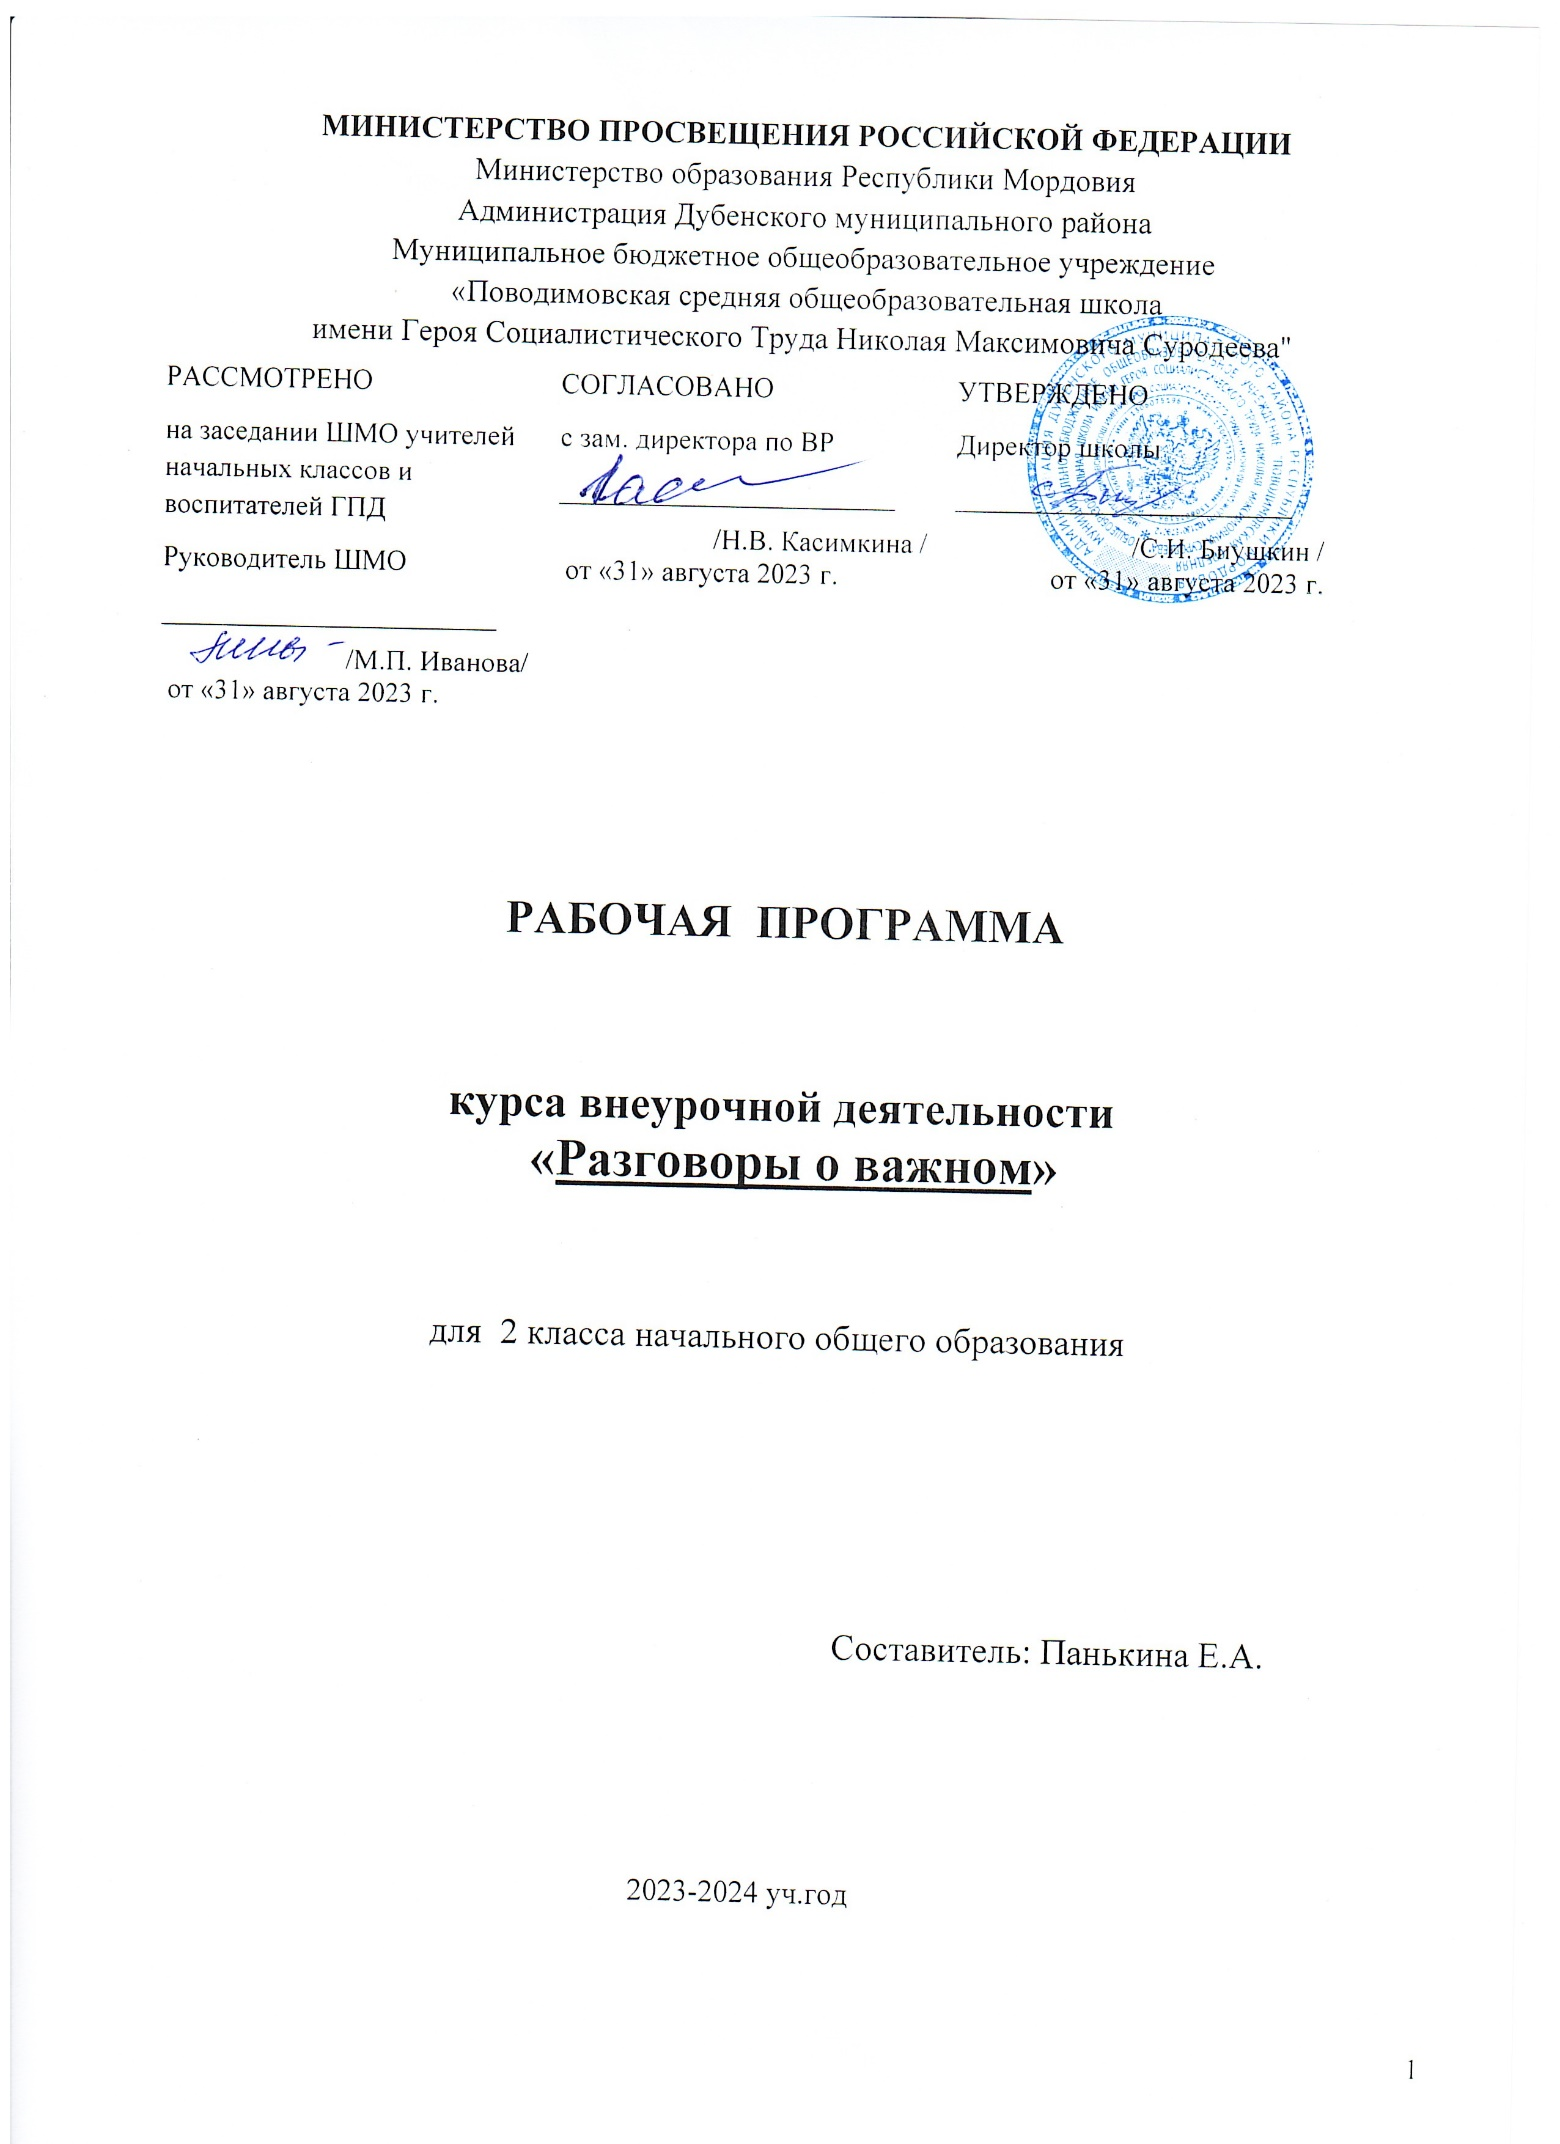 МИНИСТЕРСТВО ПРОСВЕЩЕНИЯ РОССИЙСКОЙ ФЕДЕРАЦИИ
Министерство образования Республики Мордовия
Администрация Дубенского муниципального района
Муниципальное бюджетное общеобразовательное учреждение
«Поводимовская средняя общеобразовательная школа
имени Героя Социалистического Труда Николая Максимовича Суродеева"
РАССМОТРЕНО
на заседании ШМО учителей
начальных классов и
воспитателей ГПД
Руководитель ШМО
/М.П. Иванова/
от «31» августа 2023 г.
СОГЛАСОВАНО
с зам. директора по ВР
/Н.В. Касимкина /
от «31» августа 2023 г.
УТВЕРЖДЕНО
Директор школы
/С.И. Биушкин /
от «31» августа 2023 г.
РАБОЧАЯ ПРОГРАММА
курса внеурочной деятельности
«Разговоры о важном»
для 2 класса начального общего образования
Составитель: Панькина Е.А.
2023-2024 уч.год
1